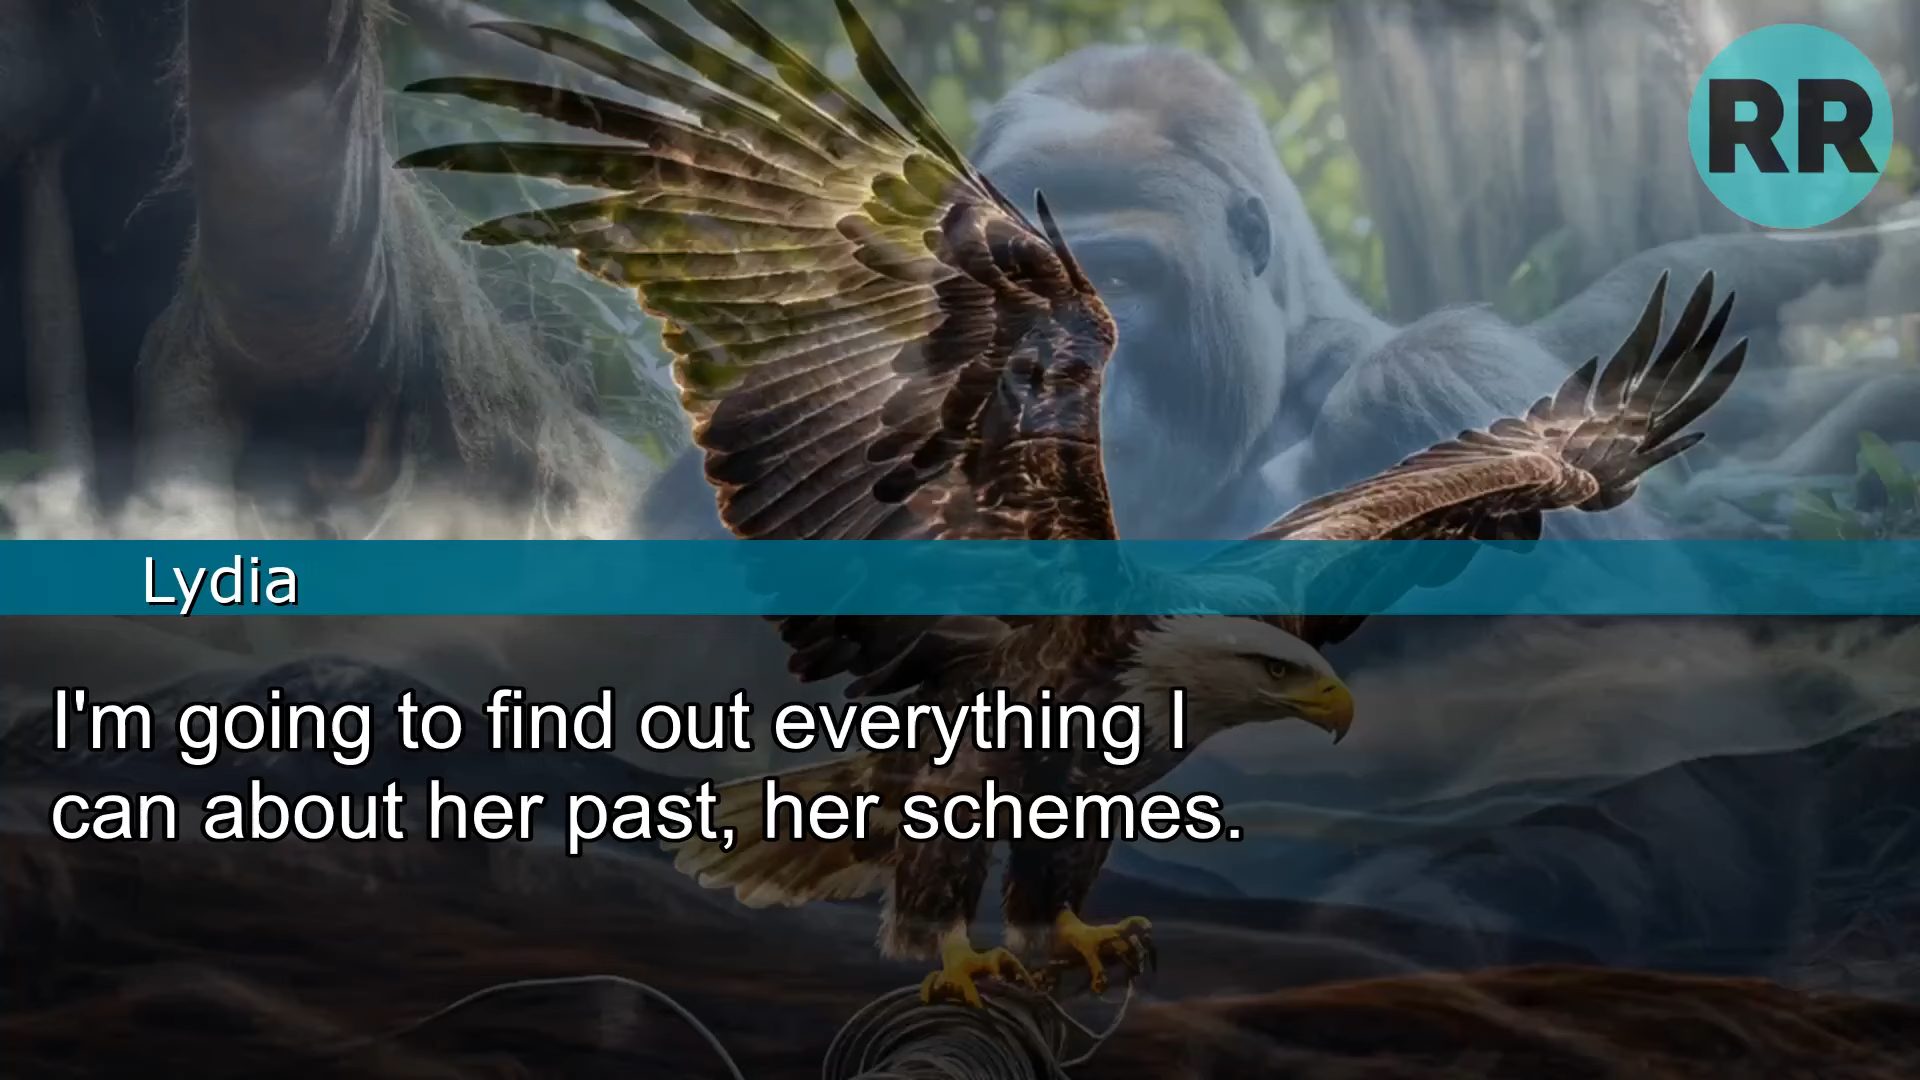 RR
Lydia
I'm going to find out everything I
can about her past, her schemes.